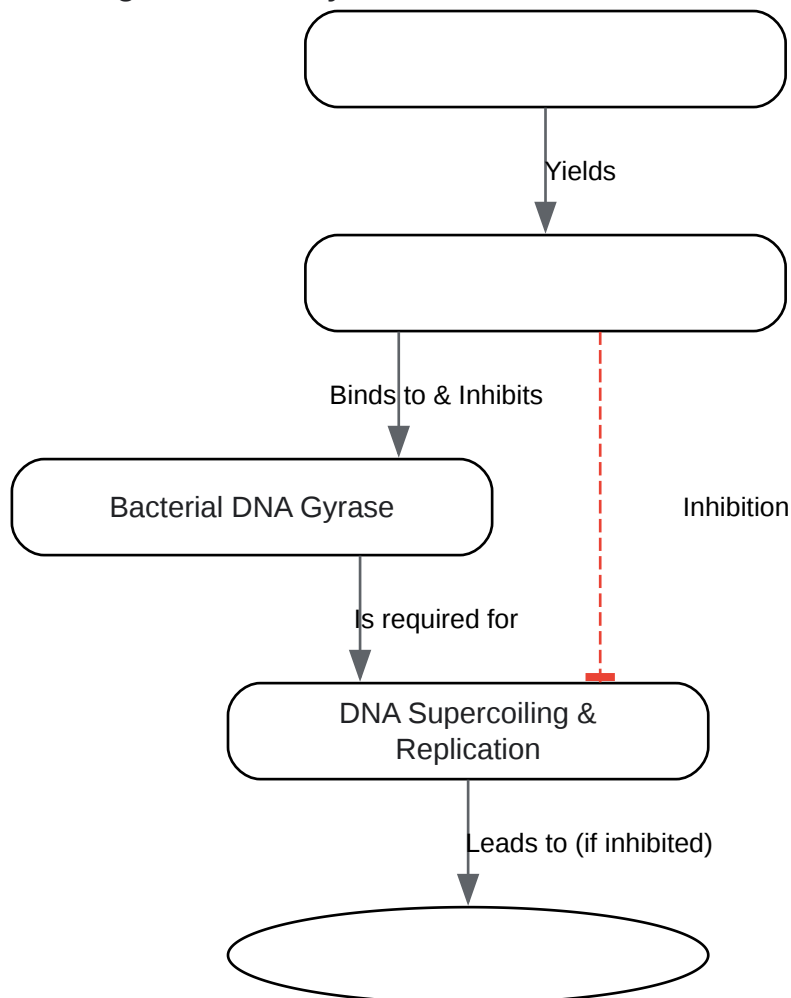 Yields
Binds to & Inhibits
Bacterial DNA Gyrase
Inhibition
Is required for
DNA Supercoiling &
Replication
Leads to (if inhibited)